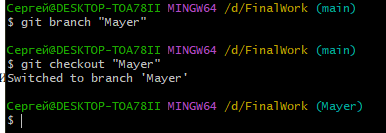 Сергей@DESKTOP-TOA78II MINGW64 /d/FinalWork (main)
$ git branch "Mayer"
Сергей@DESKTOP-TOA78II MINGW64 /d/FinalWork (main)
$ git checkout "Mayer"
Switched to branch 'Mayer'
Сергей@DESKTOP-TOA78II MINGW64 /d/FinalWork (Mayer)
$